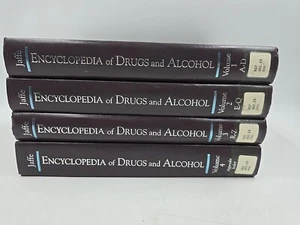 Jaffe ENCYCLOPEDIA of DRUGS and ALCOHOL Volume 1 A-D
Jaffe ENCYCLOPEDIA of DRUGS and ALCOHOL Volume 2 E-Q
Jaffe ENCYCLOPEDIA of DRUGS and ALCOHOL Volume 3 R-Z
Jaffe ENCYCLOPEDIA of DRUGS and ALCOHOL Volume 4